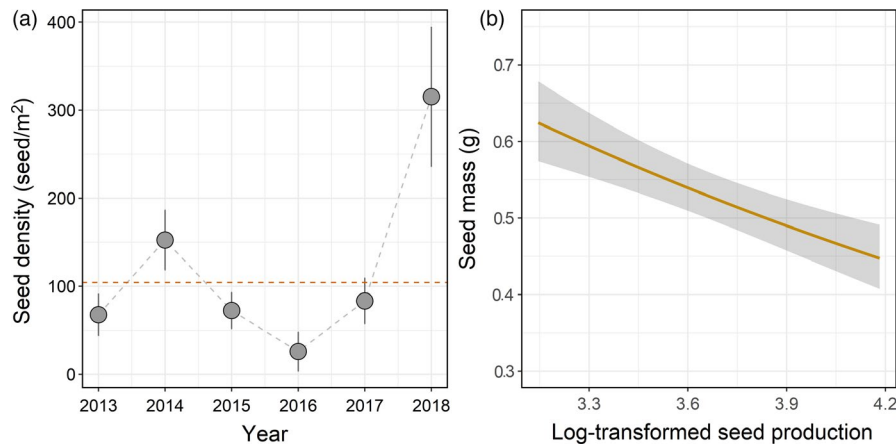 (a)
Seed density (seed/m²)
400
300
200
100
0
2013 2014 2015 2016 2017 2018
Year
(b)
Seed mass (g)
0.7
0.6
0.5
0.4
0.3
3.3 3.6 3.9 4.2
Log-transformed seed production